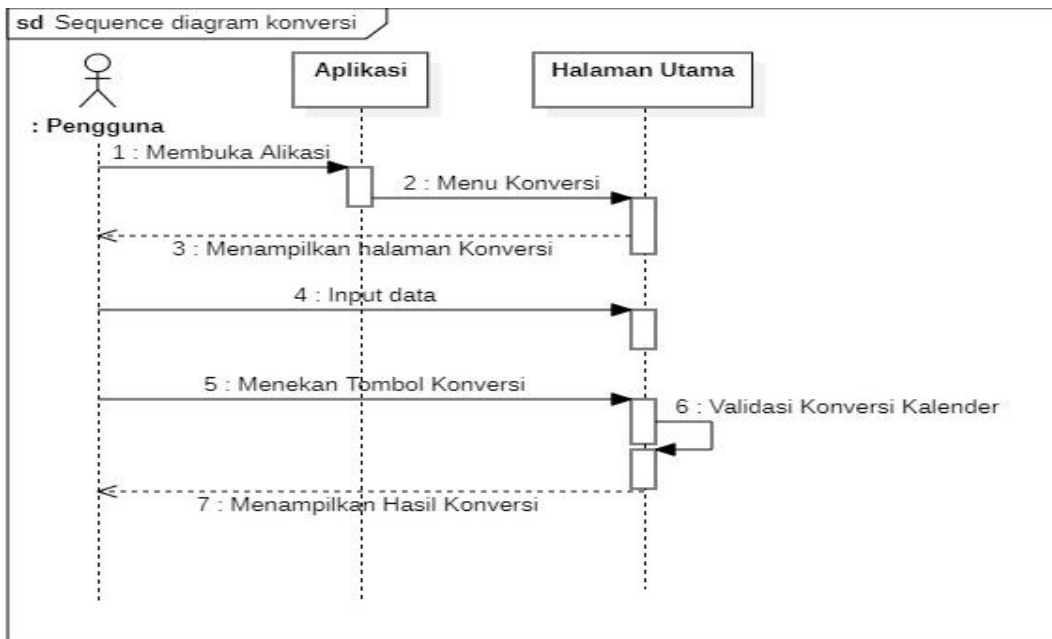 sd Sequence diagram konversi
Aplikasi
Halaman Utama
: Pengguna
1 : Membuka Alikasi
2 : Menu Konversi
3 : Menampilkan halaman Konversi
4 : Input data
5 : Menekan Tombol Konversi
6 : Validasi Konversi Kalender
7 : Menampilkan Hasil Konversi